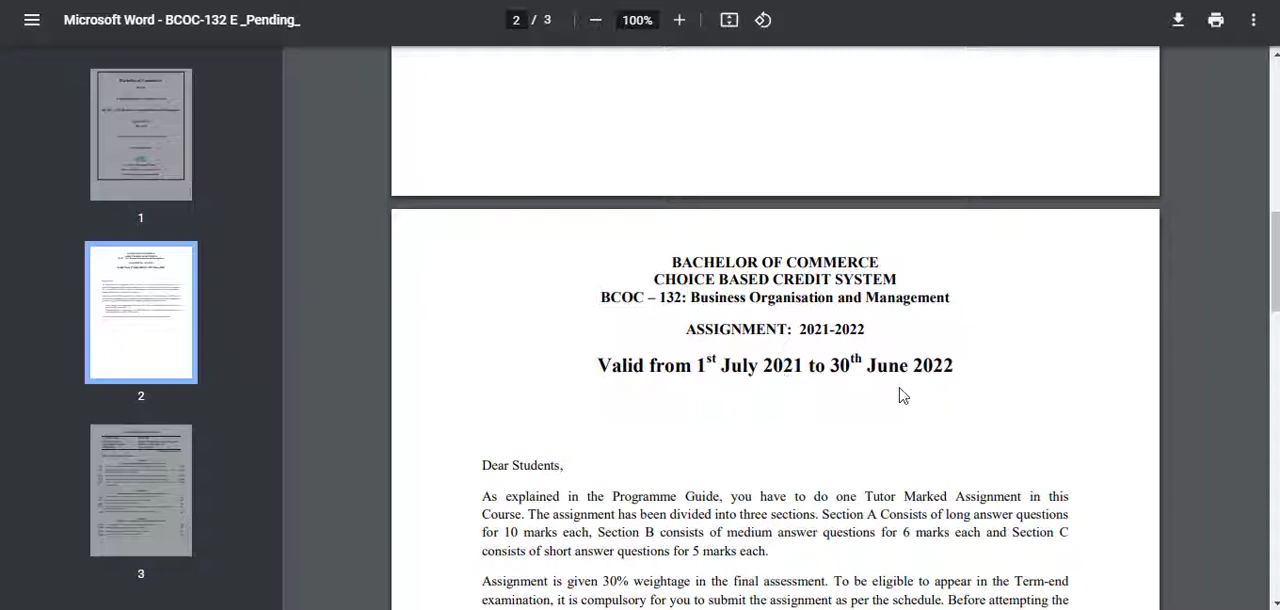 Microsoft Word - BCOC-132 E _Pending_
2 / 3
100%
1
2
3
BACHELOR OF COMMERCE
CHOICE BASED CREDIT SYSTEM
BCOC – 132: Business Organisation and Management
ASSIGNMENT: 2021-2022
Valid from 1st July 2021 to 30th June 2022
Dear Students,
As explained in the Programme Guide, you have to do one Tutor Marked Assignment in this
Course. The assignment has been divided into three sections. Section A Consists of long answer questions
for 10 marks each, Section B consists of medium answer questions for 6 marks each and Section C
consists of short answer questions for 5 marks each.
Assignment is given 30% weightage in the final assessment. To be eligible to appear in the Term-end
examination, it is compulsory for you to submit the assignment as per the schedule. Before attempting the